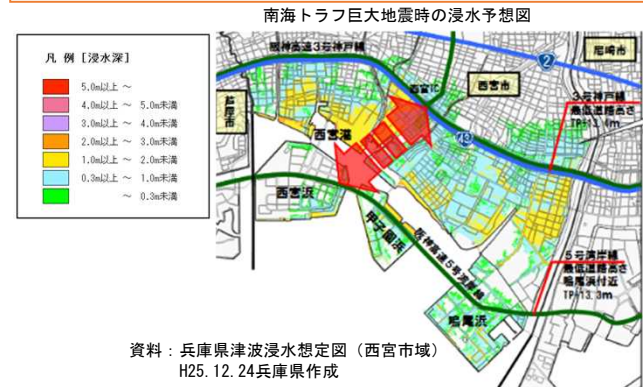 南海トラフ巨大地震時の浸水予想図
凡 例 [浸水深]
5.0m以上 ～
4.0m以上 ～ 5.0m未満
3.0m以上 ～ 4.0m未満
2.0m以上 ～ 3.0m未満
1.0m以上 ～ 2.0m未満
0.3m以上 ～ 1.0m未満
～ 0.3m未満
阪神高速3号神戸線
尼崎市
2
西宮IC
西宮市
芦屋市
3号神戸線
最低道路高さ
TP+13.4m
西宮港
43
西宮浜
甲子園浜
阪神高速5号湾岸線
5号湾岸線
最低道路高さ
鳴尾浜付近
TP+13.3m
鳴尾浜
資料：兵庫県津波浸水想定図（西宮市域）
H25.12.24兵庫県作成